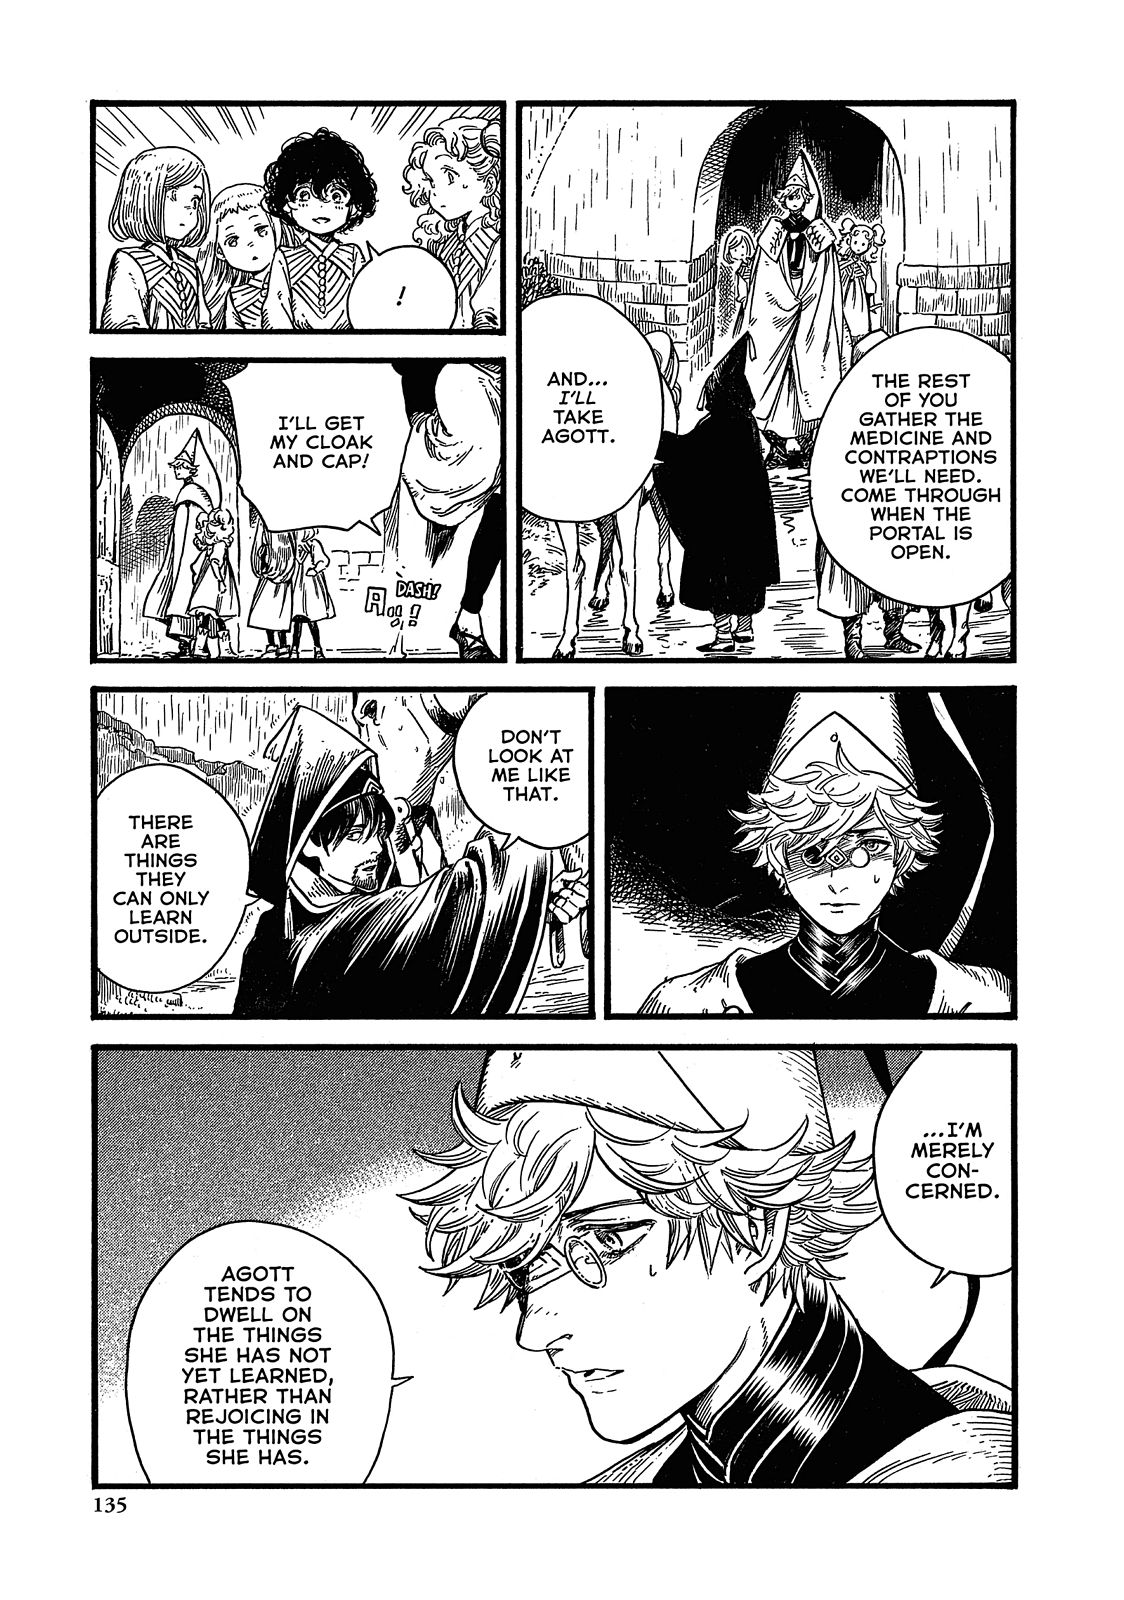 THE REST
OF YOU
GATHER THE
MEDICINE AND
CONTRAPTIONS
WE'LL NEED.
COME THROUGH
WHEN THE
PORTAL IS
OPEN.
AND...
I'LL
TAKE
AGOTT.
!
I'LL GET
MY CLOAK
AND CAP!
DASH!
DON'T
LOOK AT
ME LIKE
THAT.
THERE
ARE
THINGS
THEY
CAN ONLY
LEARN
OUTSIDE.
...I'M
MERELY
CON-
CERNED.
AGOTT
TENDS TO
DWELL ON
THE THINGS
SHE HAS NOT
YET LEARNED,
RATHER THAN
REJOICING IN
THE THINGS
SHE HAS.
135